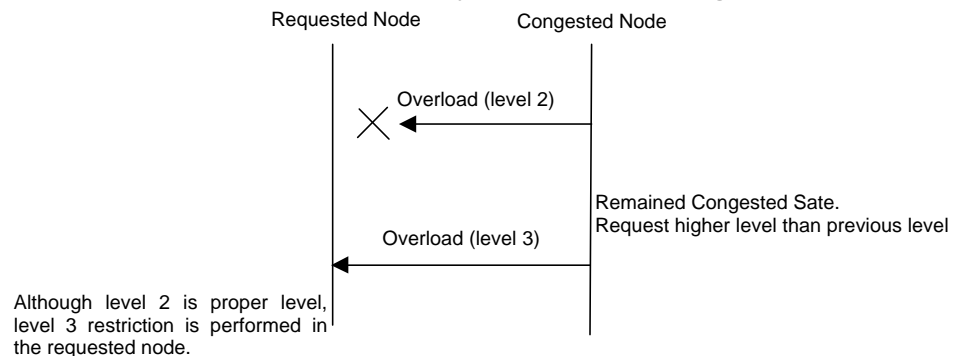 Requested Node
Congested Node
Overload (level 2)
Remained Congested Sate.
Request higher level than previous level
Overload (level 3)
Although level 2 is proper level,
level 3 restriction is performed in
the requested node.